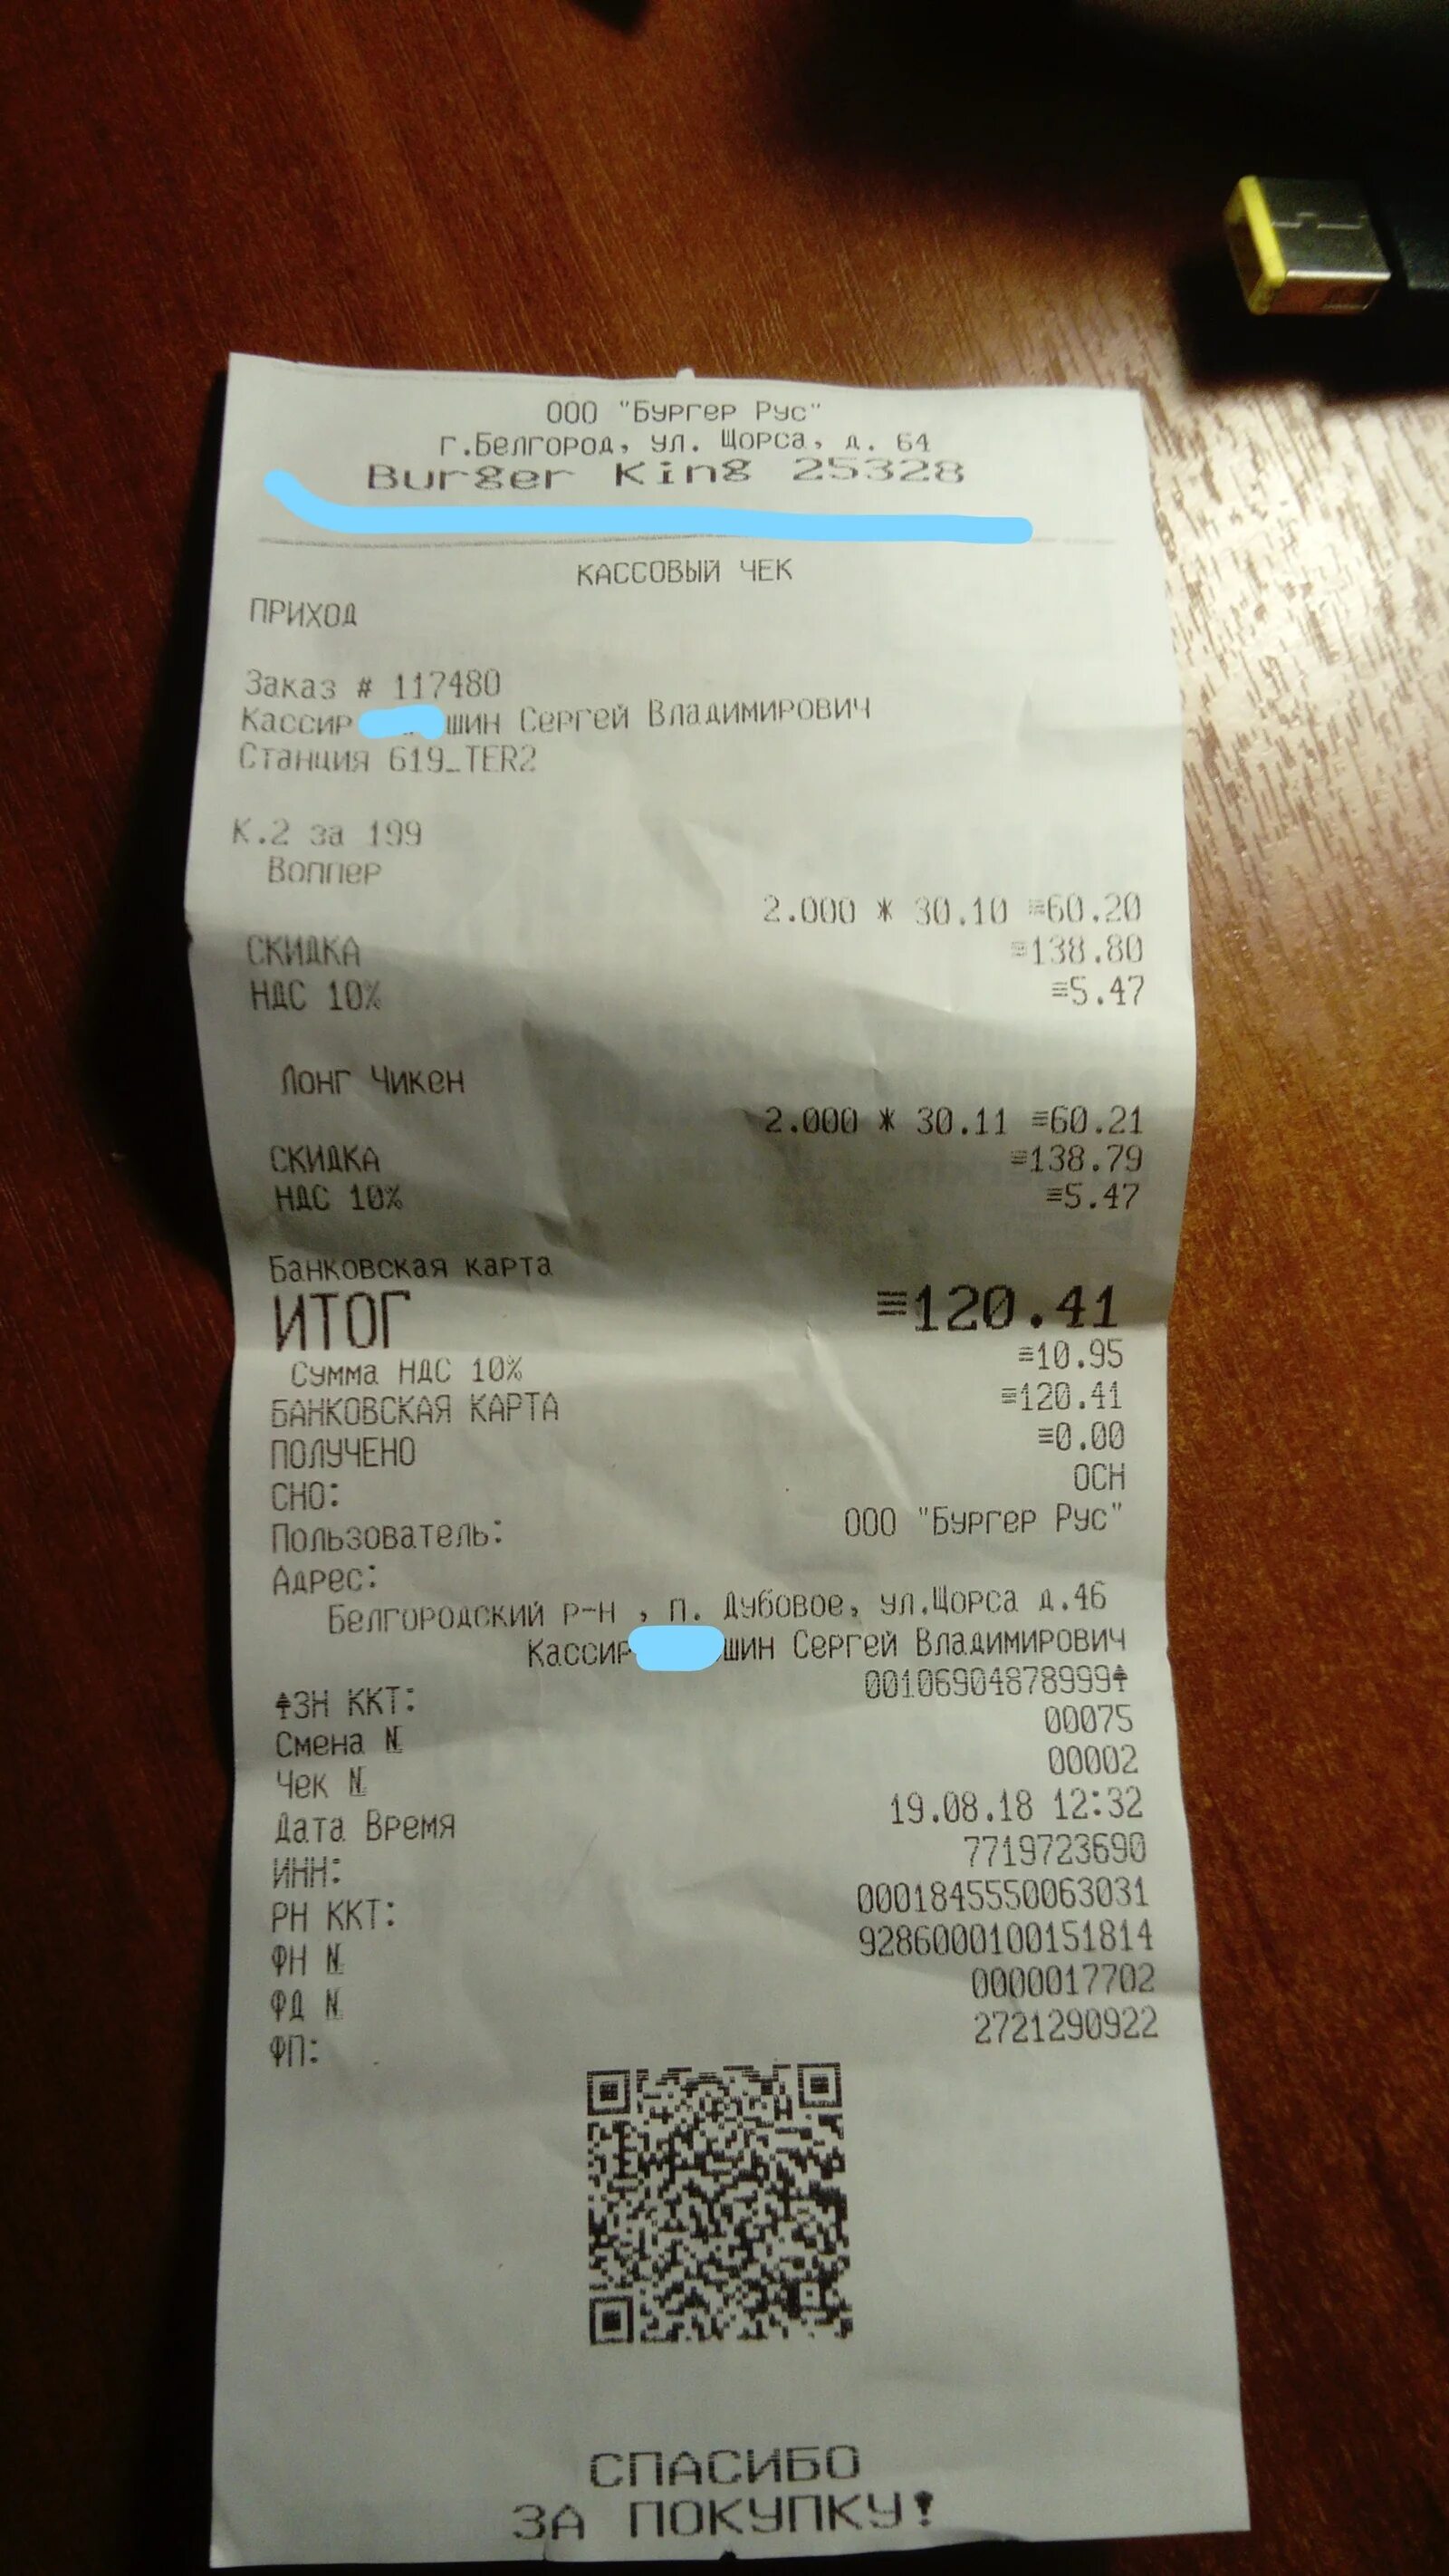 ООО "Бургер Рус"
г.Белгород, ул. Щорса, д. 64
Burger King 25328
КАССОВЫЙ ЧЕК
ПРИХОД
Заказ # 117480
Кассир шин Сергей Владимирович
Станция 619_TER2
К.2 за 199
Воппер
2.000 * 30.10 ≡60.20
СКИДКА ≡138.80
НДС 10% ≡5.47
Лонг Чикен
2.000 * 30.11 ≡60.21
СКИДКА ≡138.79
НДС 10% ≡5.47
Банковская карта
ИТОГ ≡120.41
Сумма НДС 10% ≡10.95
БАНКОВСКАЯ КАРТА ≡120.41
ПОЛУЧЕНО ≡0.00
СНО: ОСН
Пользователь: ООО "Бургер Рус"
Адрес:
Белгородский р-н , п. Дубовое, ул.Щорса д.46
Кассир шин Сергей Владимирович
ЗН ККТ: 00106904878999
Смена № 00075
Чек № 00002
Дата Время 19.08.18 12:32
ИНН: 7719723690
РН ККТ: 0001845550063031
ФН № 9286000100151814
ФД № 0000017702
ФП: 2721290922
СПАСИБО
ЗА ПОКУПКУ!